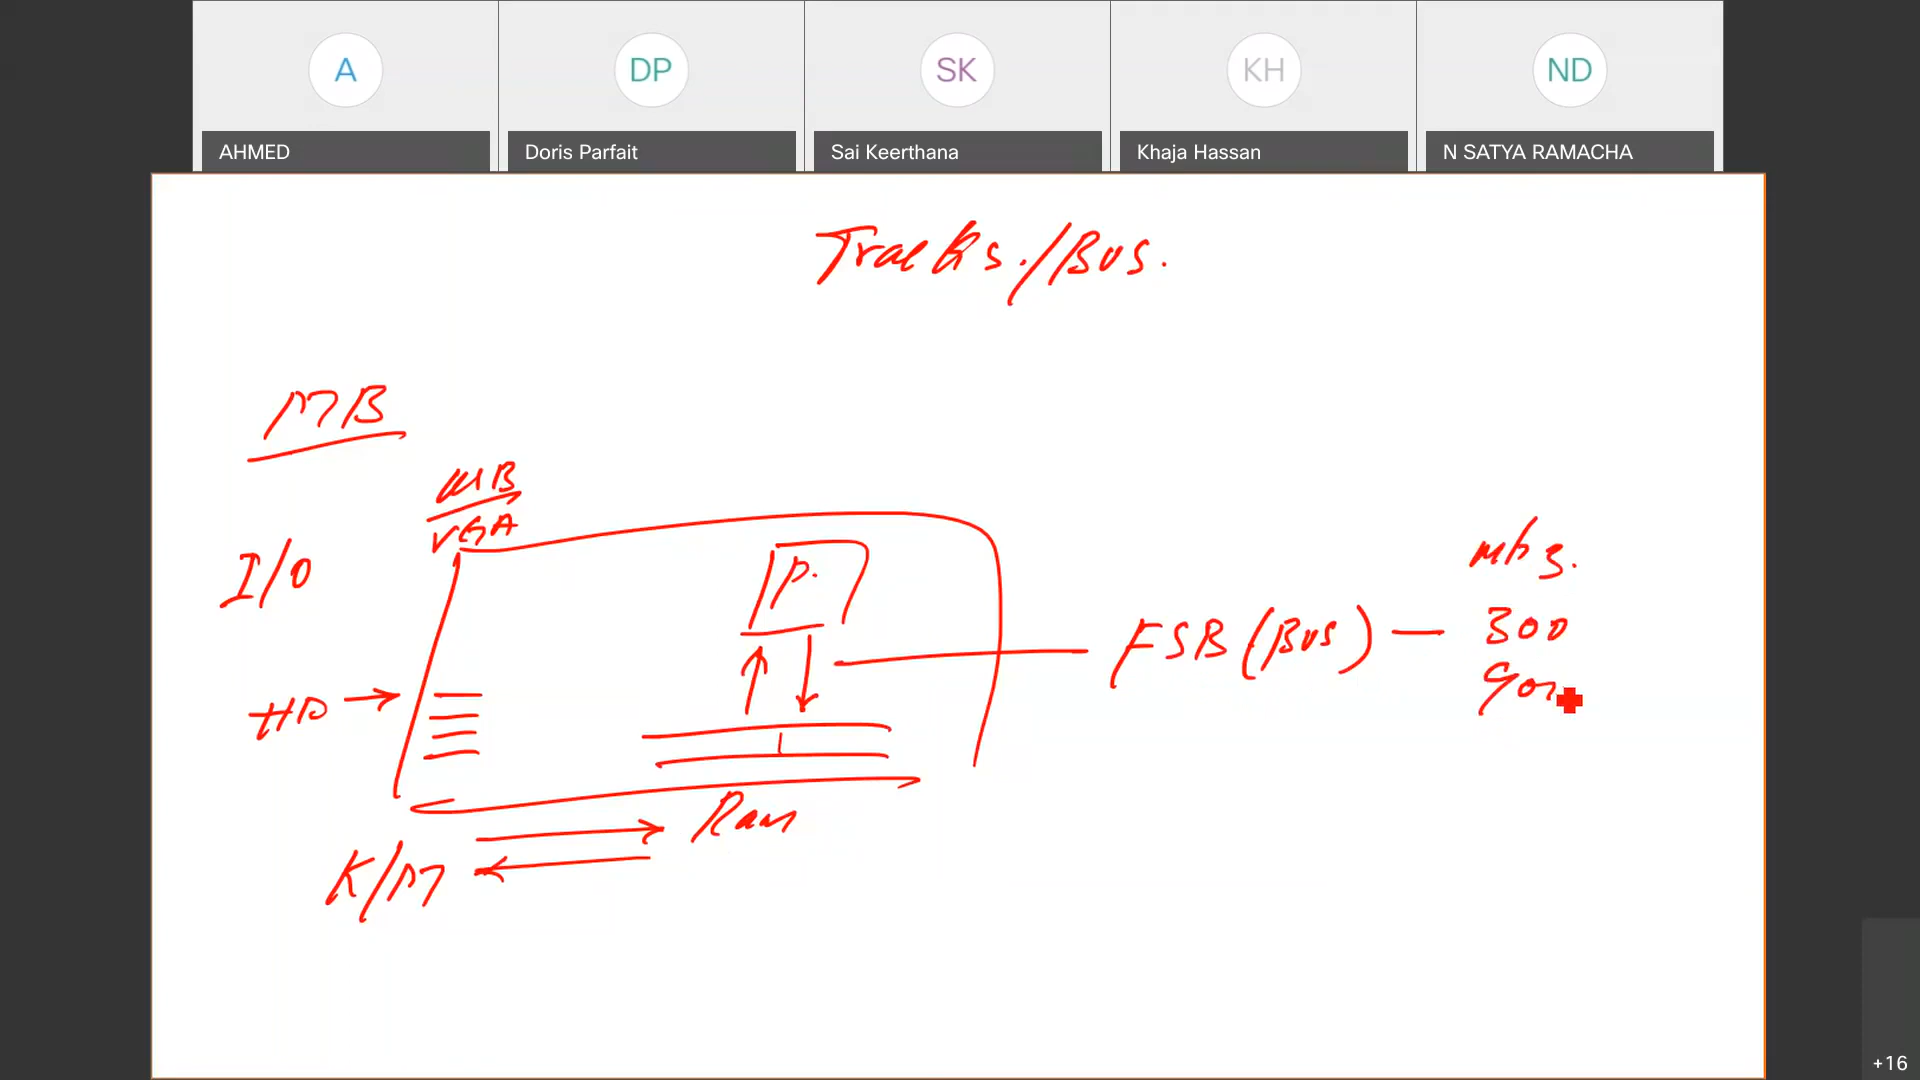 A DP SK KH ND
AHMED Doris Parfait Sai Keerthana Khaja Hassan N SATYA RAMACHA
Tracks./Bus.
MB
MB
VGA
I/O
P.
mhz.
FSB (Bus) — 300
HD
Ram
K/M
+16